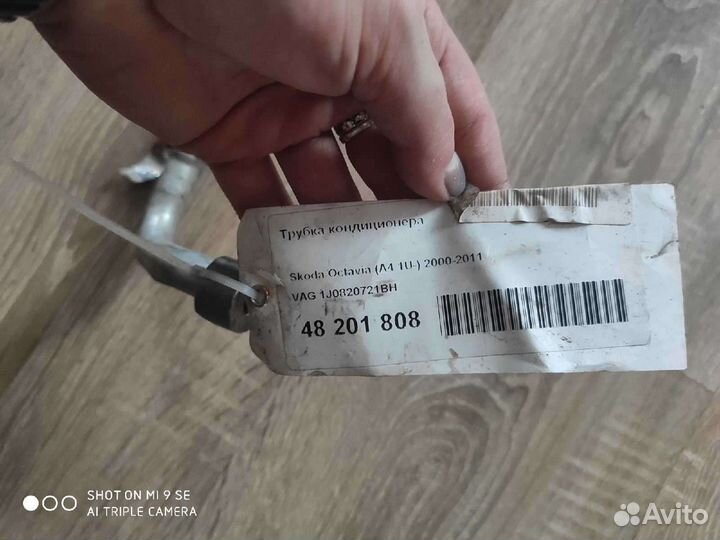 Трубка кондиционера
Skoda Octavia (A4 1U-) 2000-2011
VAG 1J0820721BH
48 201 808
SHOT ON MI 9 SE
AI TRIPLE CAMERA
Avito